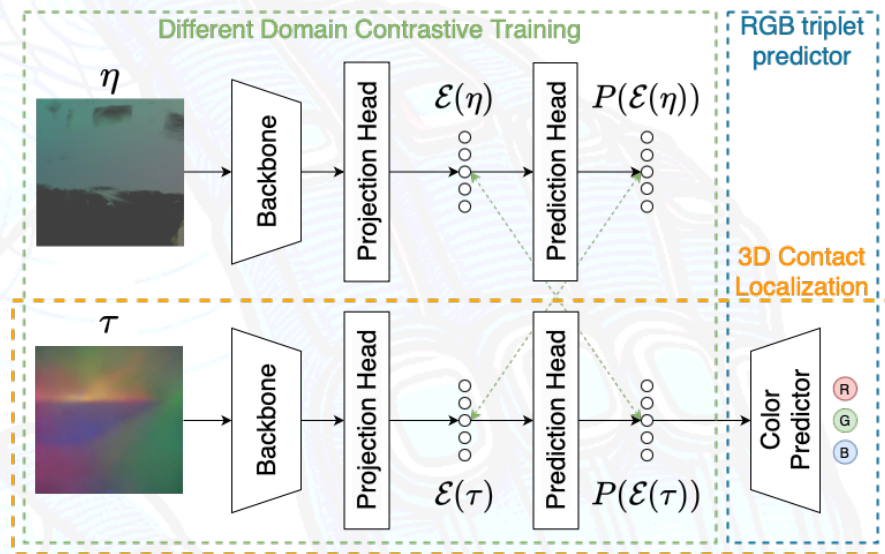 Different Domain Contrastive Training
RGB triplet
predictor
η
Backbone
Projection Head
ℰ(η)
Prediction Head
P(ℰ(η))
3D Contact
Localization
τ
Backbone
Projection Head
ℰ(τ)
Prediction Head
P(ℰ(τ))
Color
Predictor
R
G
B